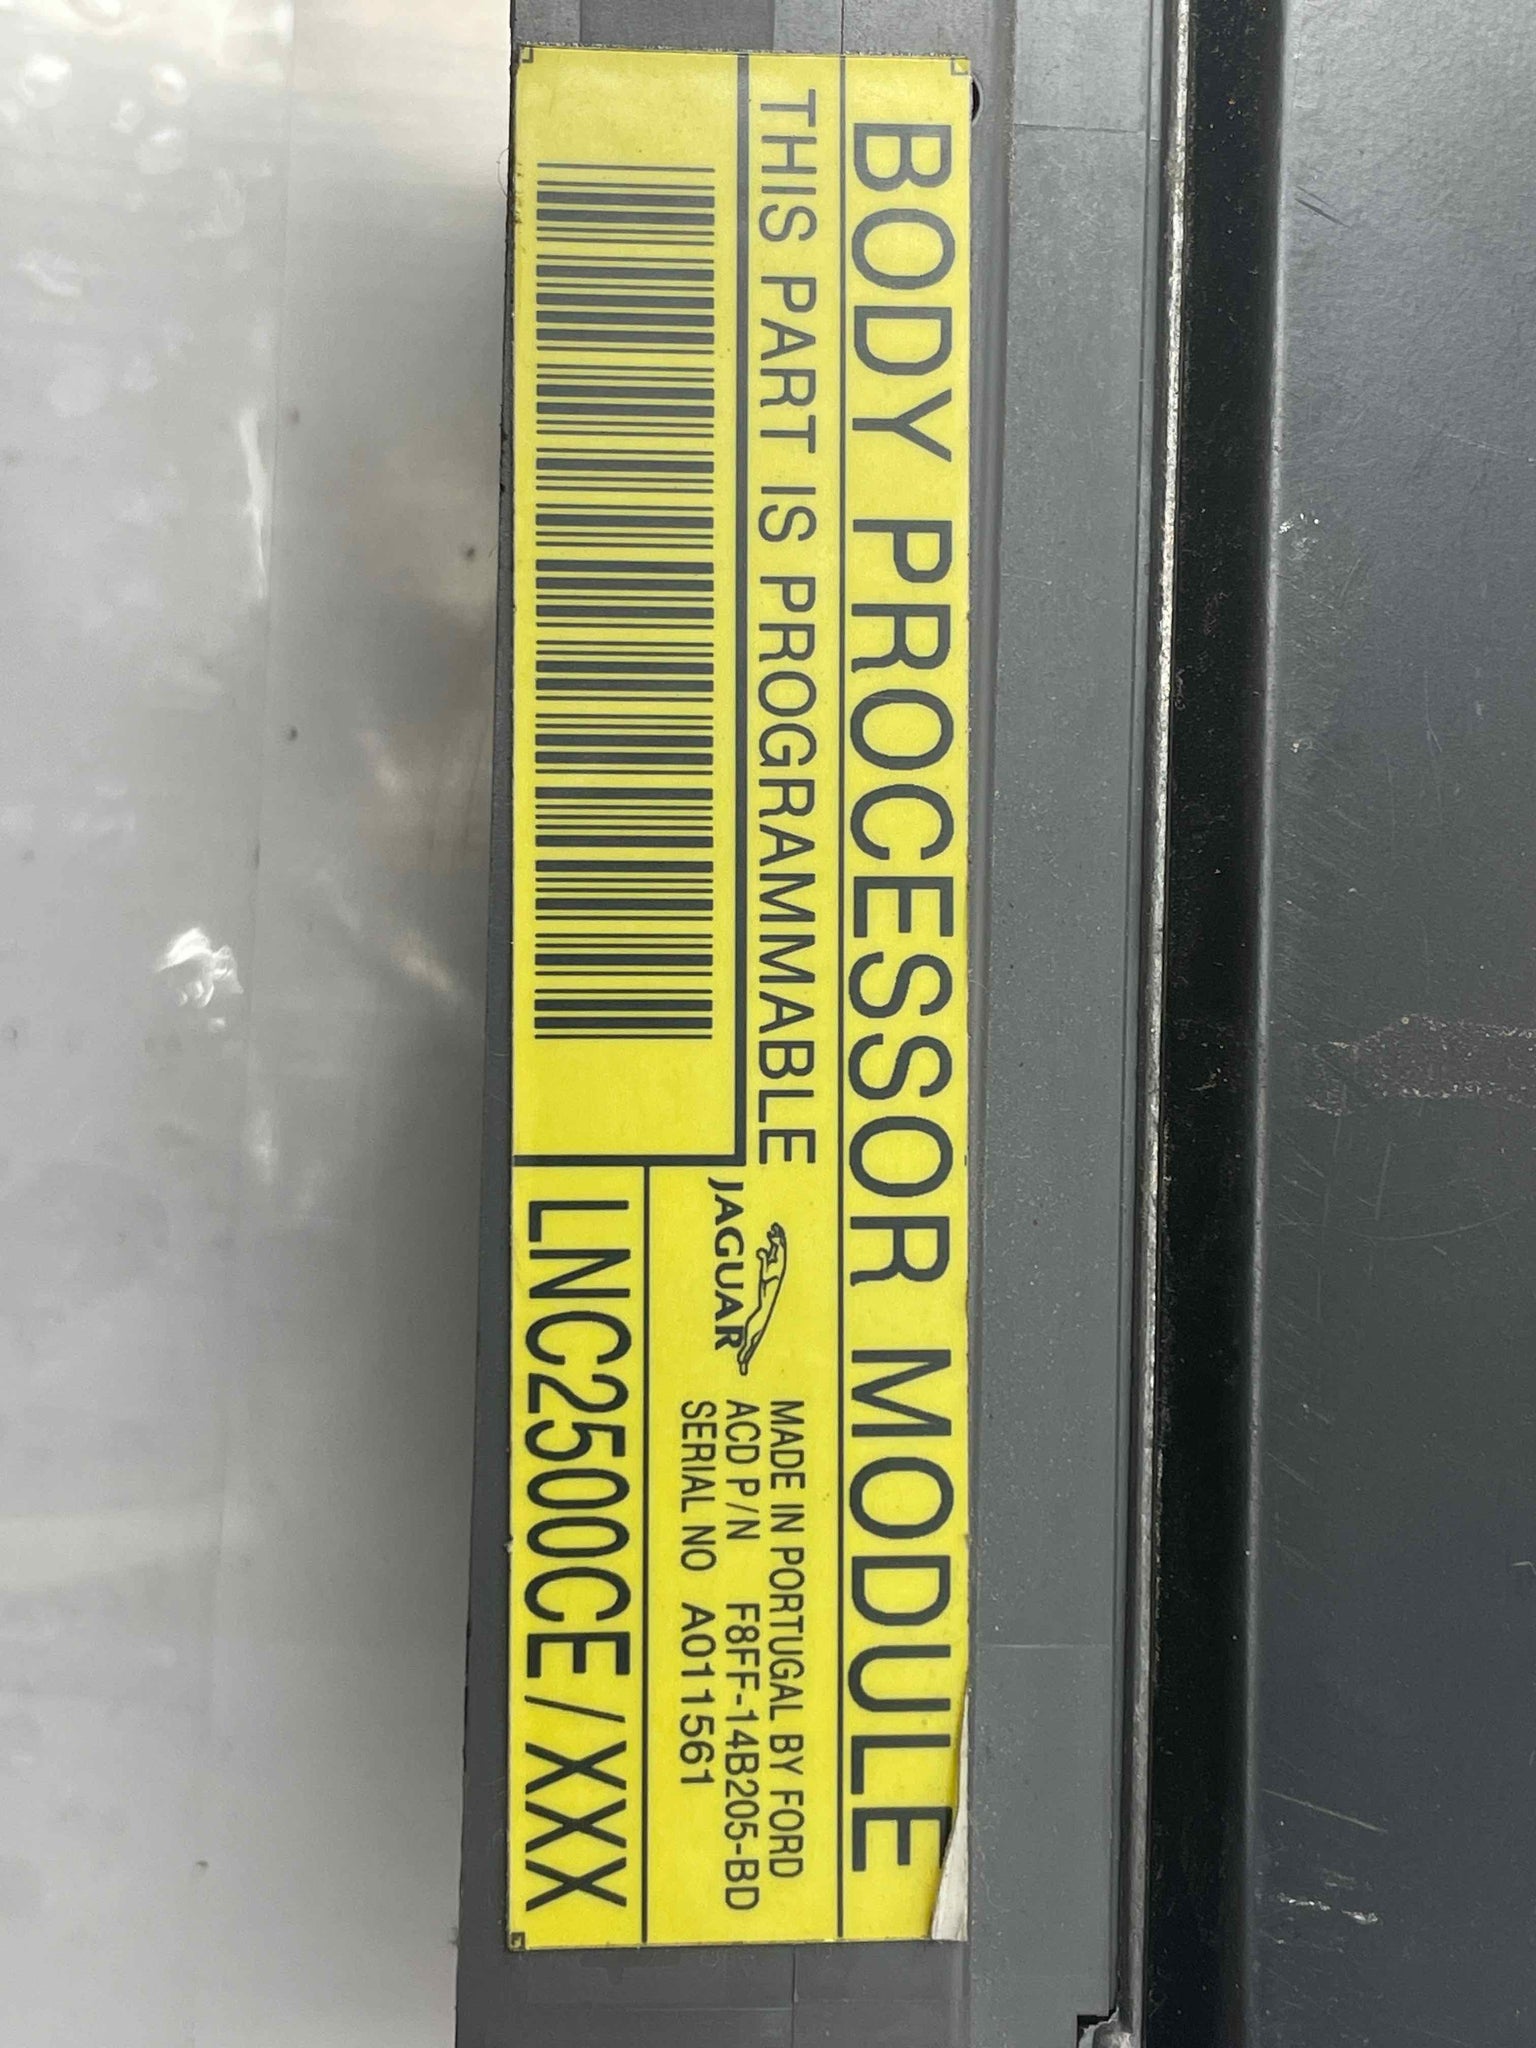 BODY PROCESSOR MODULE
THIS PART IS PROGRAMMABLE
JAGUAR
MADE IN PORTUGAL BY FORD
ACD P/N F8FF-14B205-BD
SERIAL NO A011561
LNC2500CE/XXX